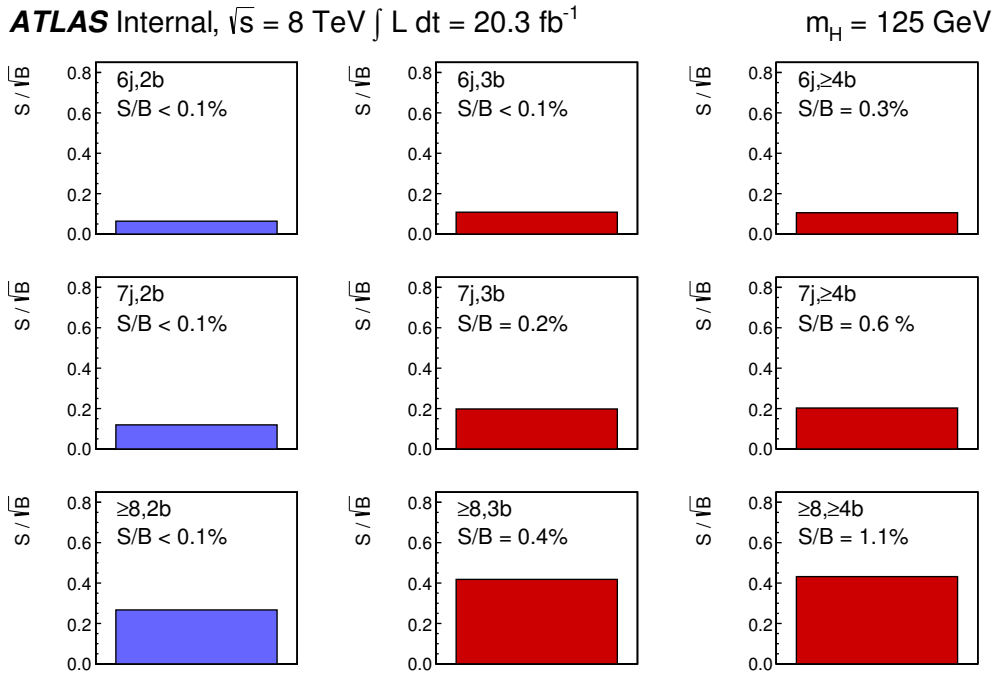 ATLAS Internal, √s = 8 TeV ∫ L dt = 20.3 fb⁻¹ m_H = 125 GeV
S / √B
0.8
0.6
0.4
0.2
0.0
6j,2b
S/B < 0.1%
S / √B
0.8
0.6
0.4
0.2
0.0
6j,3b
S/B < 0.1%
S / √B
0.8
0.6
0.4
0.2
0.0
6j,≥4b
S/B = 0.3%
S / √B
0.8
0.6
0.4
0.2
0.0
7j,2b
S/B < 0.1%
S / √B
0.8
0.6
0.4
0.2
0.0
7j,3b
S/B = 0.2%
S / √B
0.8
0.6
0.4
0.2
0.0
7j,≥4b
S/B = 0.6 %
S / √B
0.8
0.6
0.4
0.2
0.0
≥8,2b
S/B < 0.1%
S / √B
0.8
0.6
0.4
0.2
0.0
≥8,3b
S/B = 0.4%
S / √B
0.8
0.6
0.4
0.2
0.0
≥8,≥4b
S/B = 1.1%